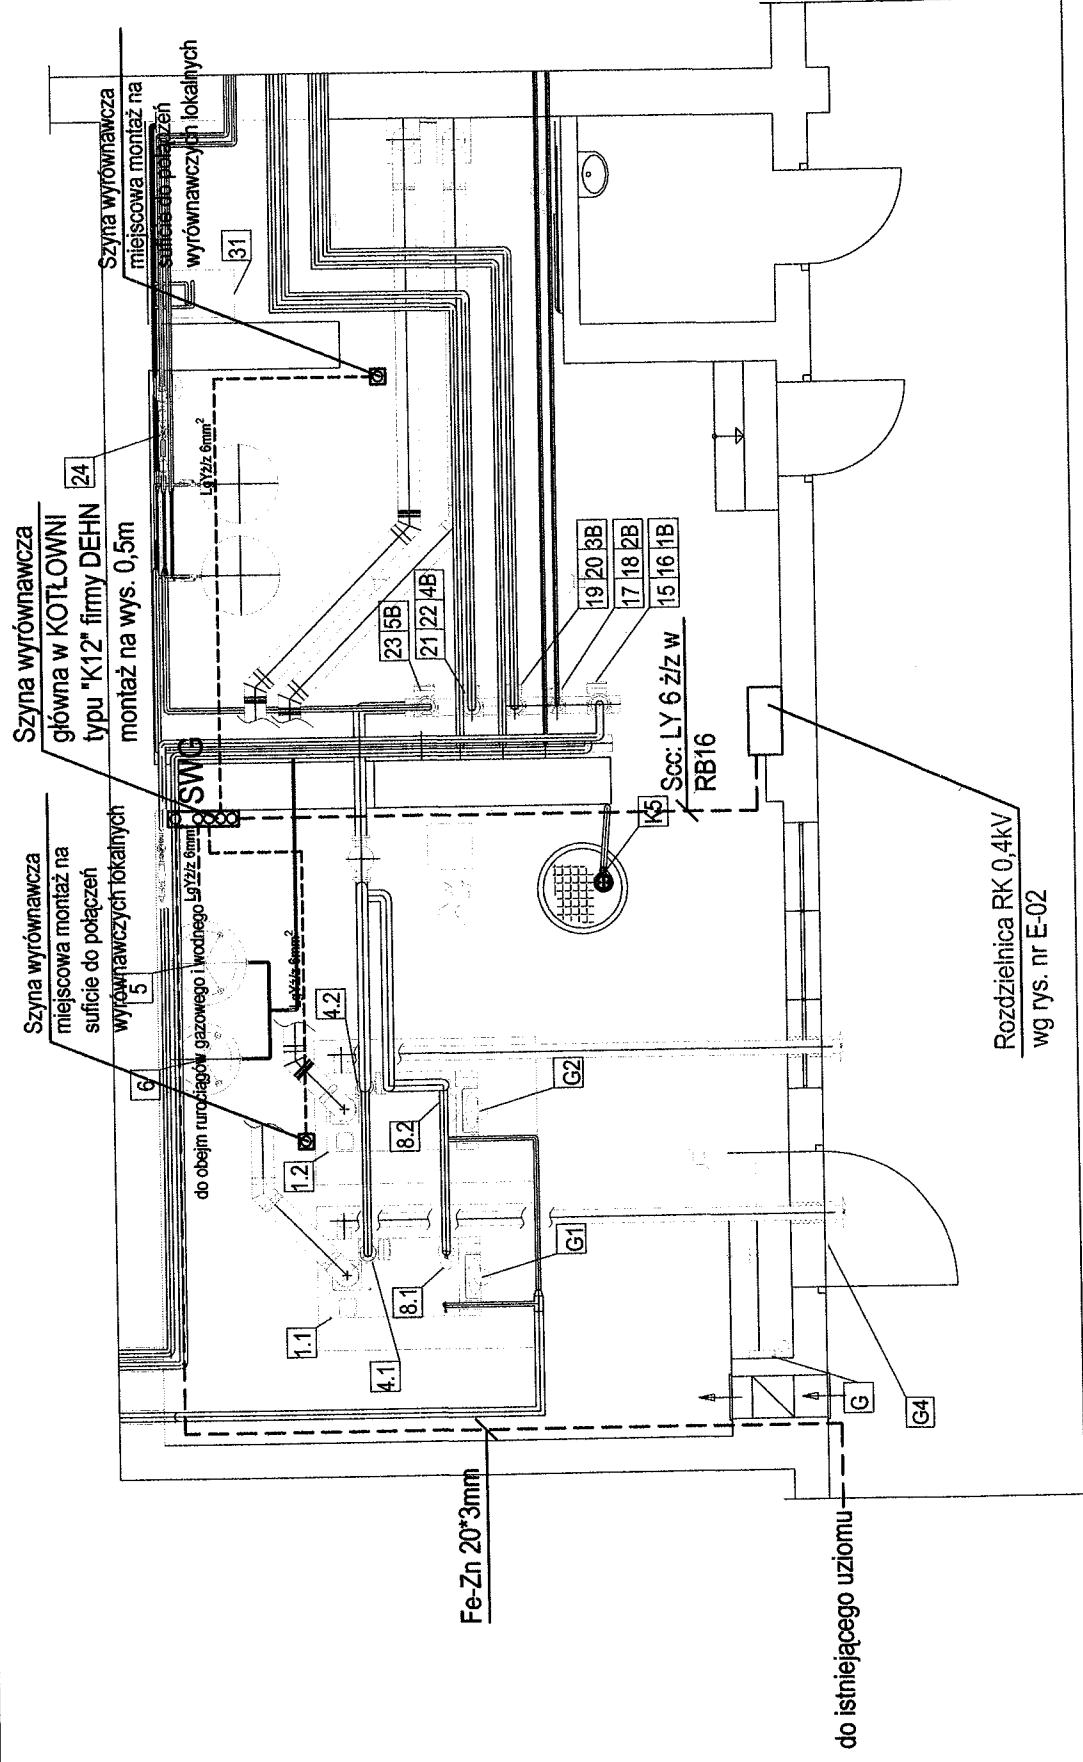 Szyna wyrównawcza
miejscowa montaż na
suficie do połączeń
wyrównawczych lokalnych
Szyna wyrównawcza
główna w KOTŁOWNI
typu "K12" firmy DEHN
montaż na wys. 0,5m
Szyna wyrównawcza
miejscowa montaż na
suficie do połączeń
wyrównawczych lokalnych
do obejm rurociągów gazowego i wodnego
LgYż/z 6mm²
LgYż/z 6mm²
LgYż/z 6mm²
SWG
5
6
24
31
4.2
1.2
8.2
G2
1.1
4.1
8.1
G1
23 5B
21 22 4B
19 20 3B
17 18 2B
15 16 1B
Scc: LY 6 ż/z w
RB16
K5
Rozdzielnica RK 0,4kV
wg rys. nr E-02
G
G4
Fe-Zn 20*3mm
do istniejącego uziomu